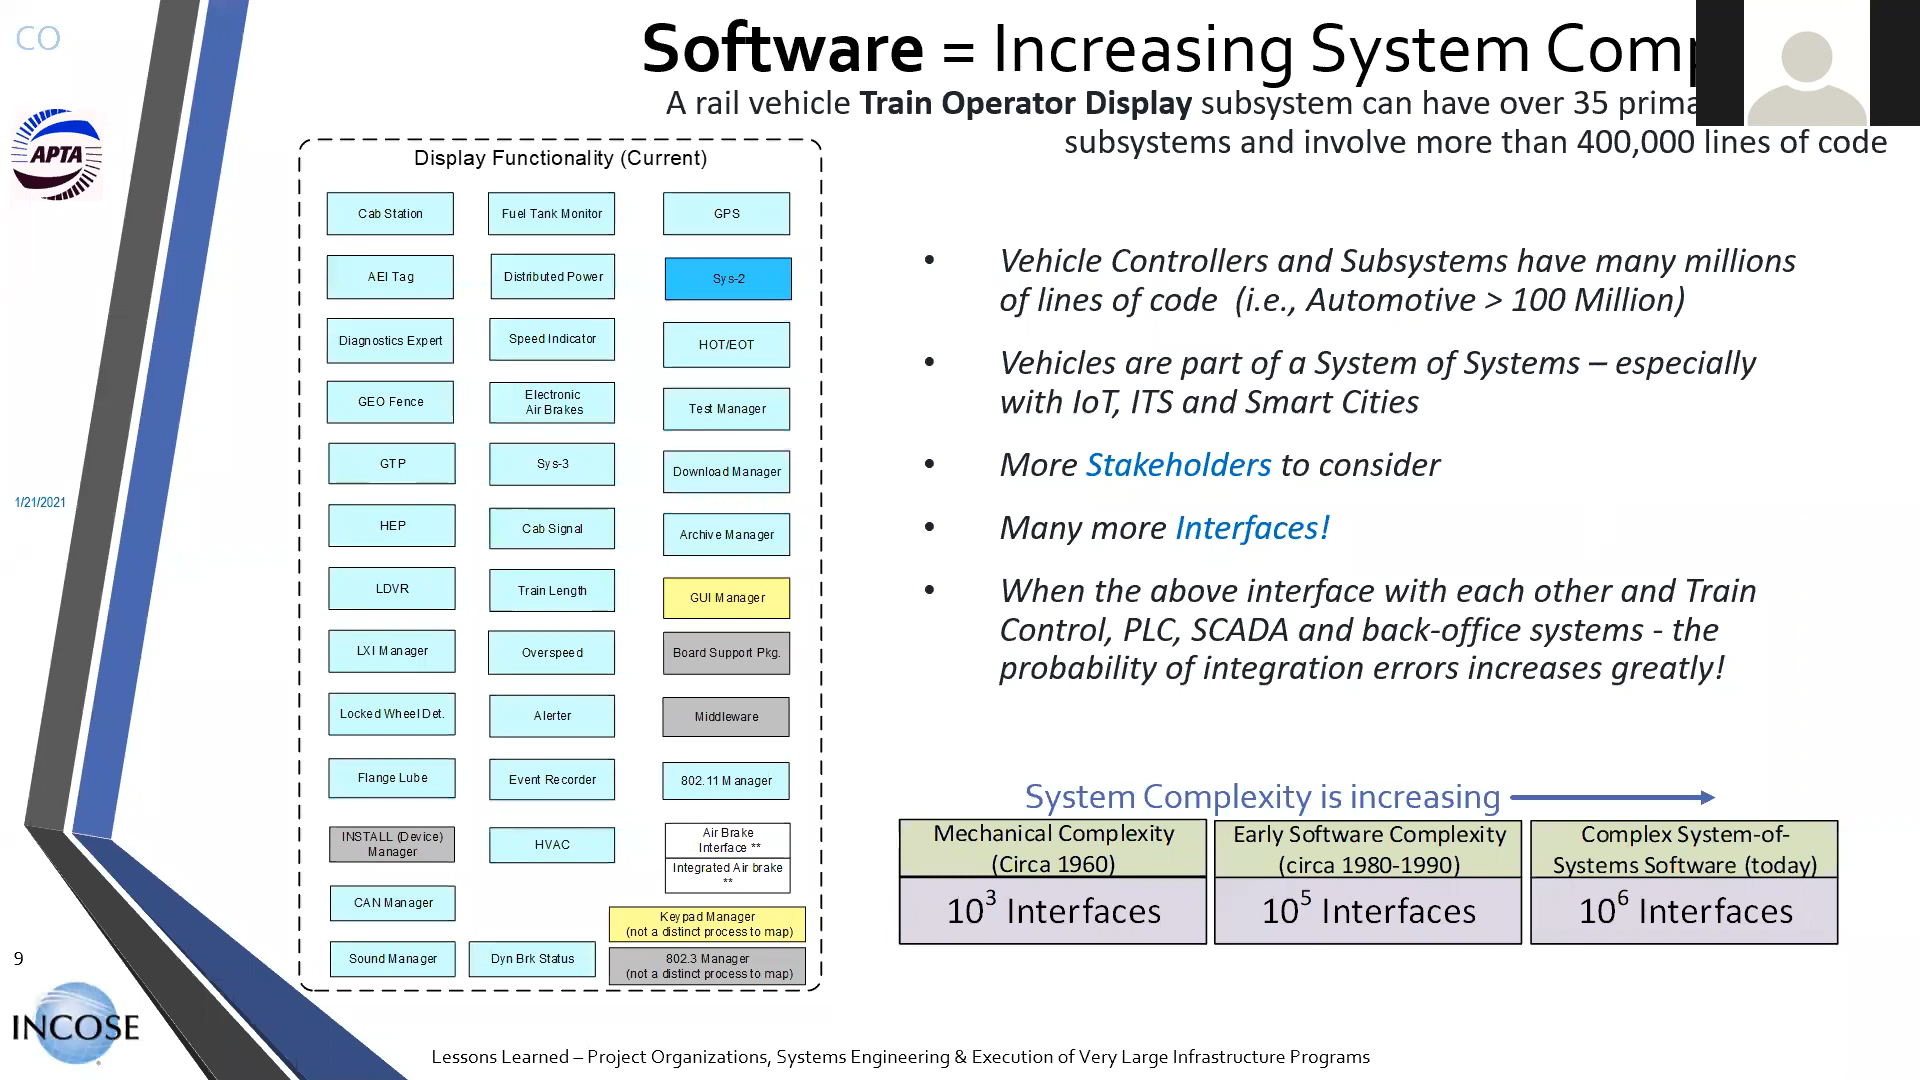 CO
Software = Increasing System
A rail vehicle Train Operator Display subsystem can have over 35
subsystems and involve more than 400,000 lines of code
APTA
1/21/2021
9
INCOSE
Display Functionality (Current)
Cab Station
Fuel Tank Monitor
GPS
AEI Tag
Distributed Power
Sys-2
Diagnostics Expert
Speed Indicator
HOT/EOT
GEO Fence
Electronic
Air Brakes
Test Manager
GTP
Sys-3
Download Manager
HEP
Cab Signal
Archive Manager
LDVR
Train Length
GUI Manager
LXI Manager
Overspeed
Board Support Pkg.
Locked Wheel Det.
Alerter
Middleware
Flange Lube
Event Recorder
802.11 Manager
INSTALL (Device)
Manager
HVAC
Air Brake
Interface **
Integrated Air brake
**
CAN Manager
Keypad Manager
(not a distinct process to map)
Sound Manager
Dyn Brk Status
802.3 Manager
(not a distinct process to map)
• Vehicle Controllers and Subsystems have many millions
of lines of code (i.e., Automotive > 100 Million)
• Vehicles are part of a System of Systems – especially
with IoT, ITS and Smart Cities
• More Stakeholders to consider
• Many more Interfaces!
• When the above interface with each other and Train
Control, PLC, SCADA and back-office systems - the
probability of integration errors increases greatly!
System Complexity is increasing
Mechanical Complexity
(Circa 1960)
10³ Interfaces
Early Software Complexity
(circa 1980-1990)
10⁵ Interfaces
Complex System-of-
Systems Software (today)
10⁶ Interfaces
Lessons Learned – Project Organizations, Systems Engineering & Execution of Very Large Infrastructure Programs